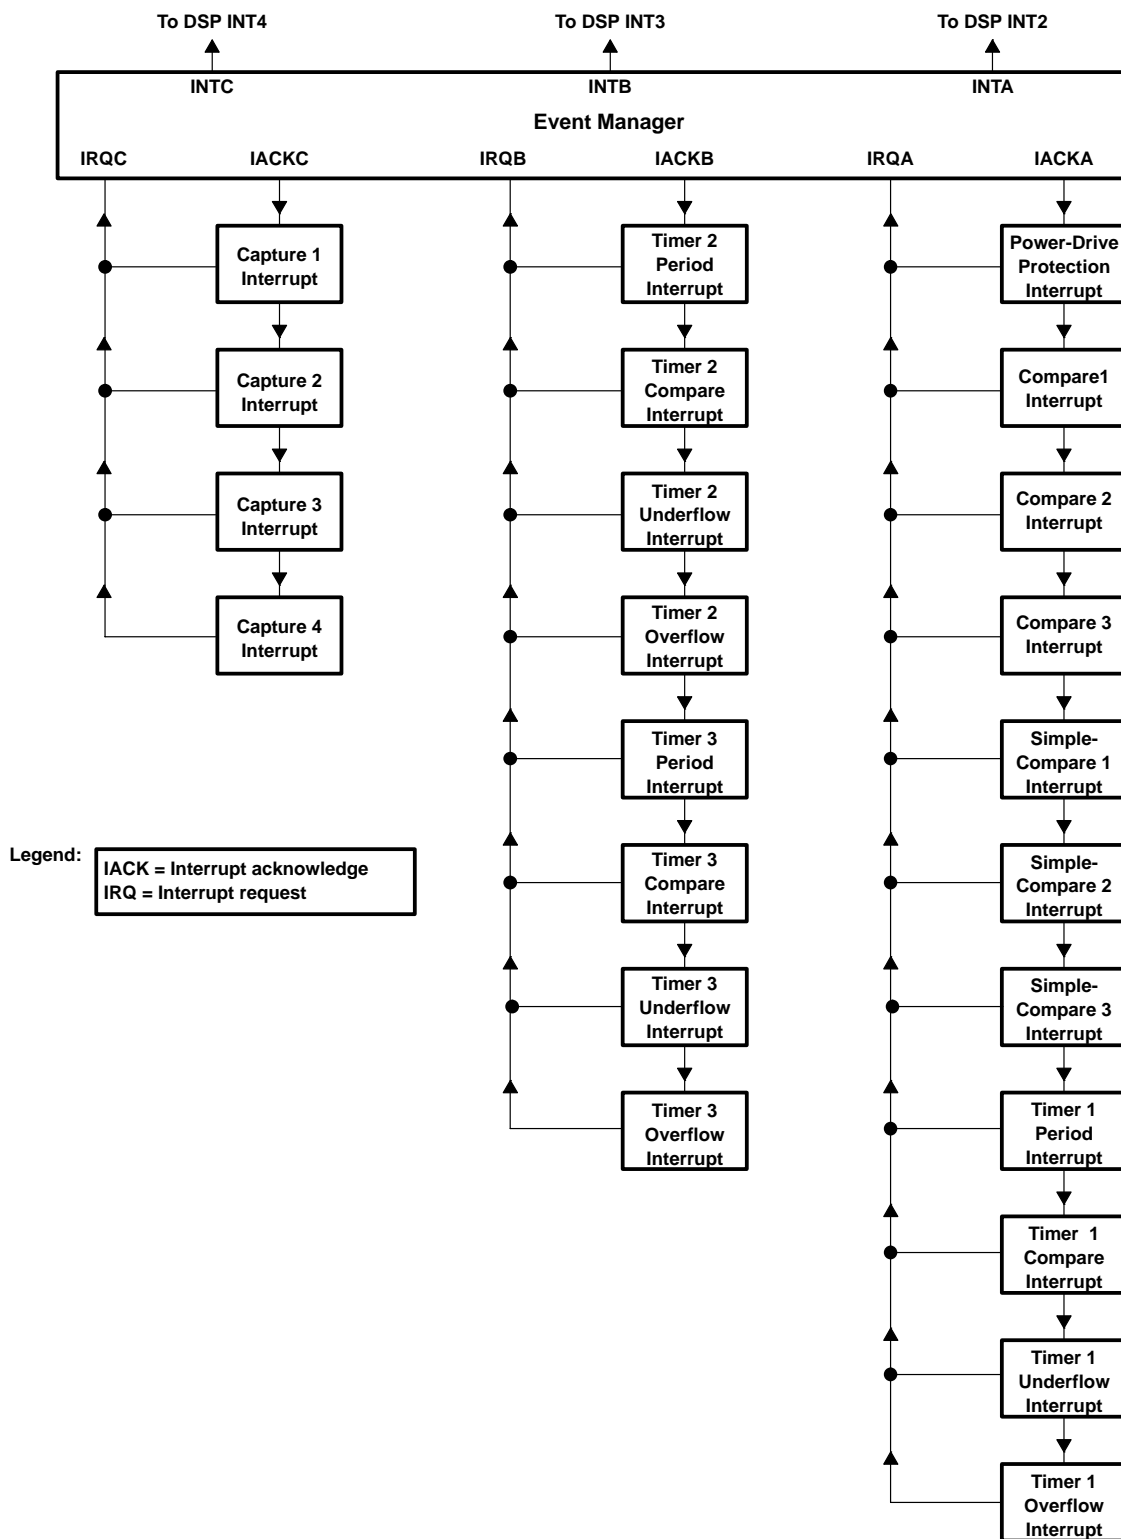 To DSP INT4
To DSP INT3
To DSP INT2
INTC
INTB
INTA
Event Manager
IRQC
IACKC
IRQB
IACKB
IRQA
IACKA
Capture 1
Interrupt
Capture 2
Interrupt
Capture 3
Interrupt
Capture 4
Interrupt
Timer 2
Period
Interrupt
Timer 2
Compare
Interrupt
Timer 2
Underflow
Interrupt
Timer 2
Overflow
Interrupt
Timer 3
Period
Interrupt
Timer 3
Compare
Interrupt
Timer 3
Underflow
Interrupt
Timer 3
Overflow
Interrupt
Power-Drive
Protection
Interrupt
Compare1
Interrupt
Compare 2
Interrupt
Compare 3
Interrupt
Simple-
Compare 1
Interrupt
Simple-
Compare 2
Interrupt
Simple-
Compare 3
Interrupt
Timer 1
Period
Interrupt
Timer 1
Compare
Interrupt
Timer 1
Underflow
Interrupt
Timer 1
Overflow
Interrupt
Legend:
IACK = Interrupt acknowledge
IRQ = Interrupt request